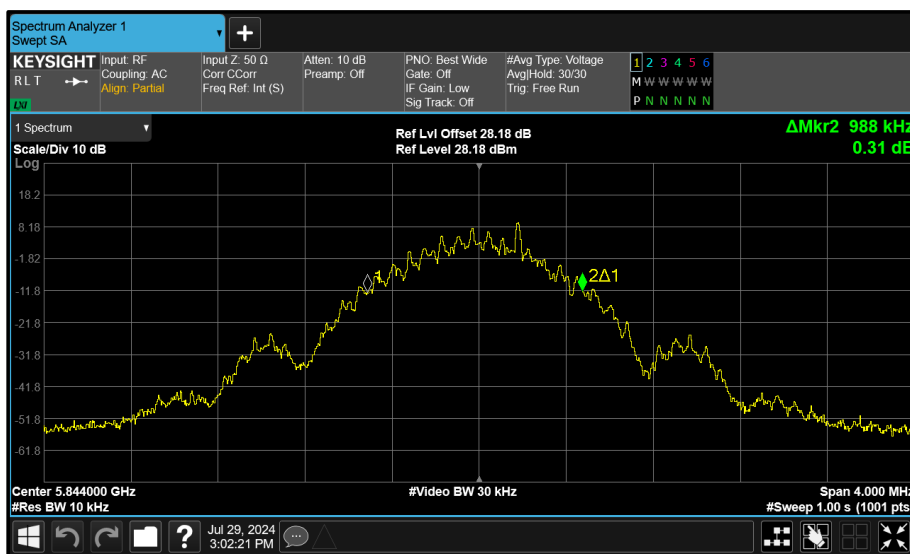 Spectrum Analyzer 1
Swept SA
+
KEYSIGHT
RLT
LXI
Input: RF
Coupling: AC
Align: Partial
Input Z: 50 Ω
Corr CCorr
Freq Ref: Int (S)
Atten: 10 dB
Preamp: Off
PNO: Best Wide
Gate: Off
IF Gain: Low
Sig Track: Off
#Avg Type: Voltage
Avg|Hold: 30/30
Trig: Free Run
1 2 3 4 5 6
M W W W W W
P N N N N N
1 Spectrum
Scale/Div 10 dB
Log
Ref Lvl Offset 28.18 dB
Ref Level 28.18 dBm
ΔMkr2 988 kHz
0.31 dB
18.2
8.18
-1.82
-11.8
-21.8
-31.8
-41.8
-51.8
-61.8
1
2Δ1
Center 5.844000 GHz
#Res BW 10 kHz
#Video BW 30 kHz
Span 4.000 MHz
#Sweep 1.00 s (1001 pts
?
Jul 29, 2024
3:02:21 PM